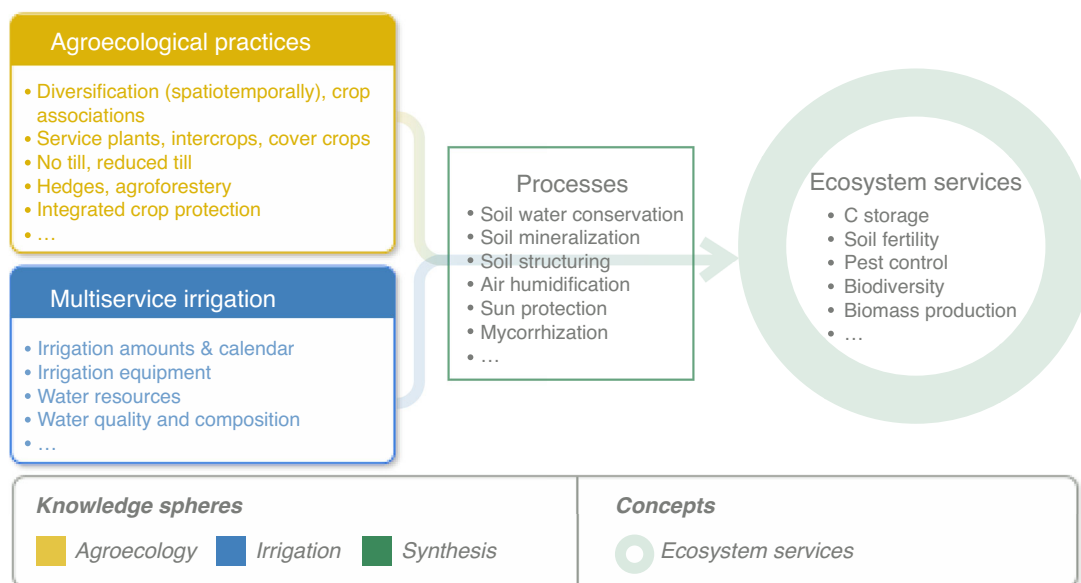 Agroecological practices
• Diversification (spatiotemporally), crop
associations
• Service plants, intercrops, cover crops
• No till, reduced till
• Hedges, agroforestery
• Integrated crop protection
• …
Multiservice irrigation
• Irrigation amounts & calendar
• Irrigation equipment
• Water resources
• Water quality and composition
• …
Processes
• Soil water conservation
• Soil mineralization
• Soil structuring
• Air humidification
• Sun protection
• Mycorrhization
• …
Ecosystem services
• C storage
• Soil fertility
• Pest control
• Biodiversity
• Biomass production
• …
Knowledge spheres
Agroecology
Irrigation
Synthesis
Concepts
Ecosystem services